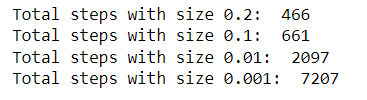 Total steps with size 0.2:  466
Total steps with size 0.1:  661
Total steps with size 0.01:  2097
Total steps with size 0.001:  7207